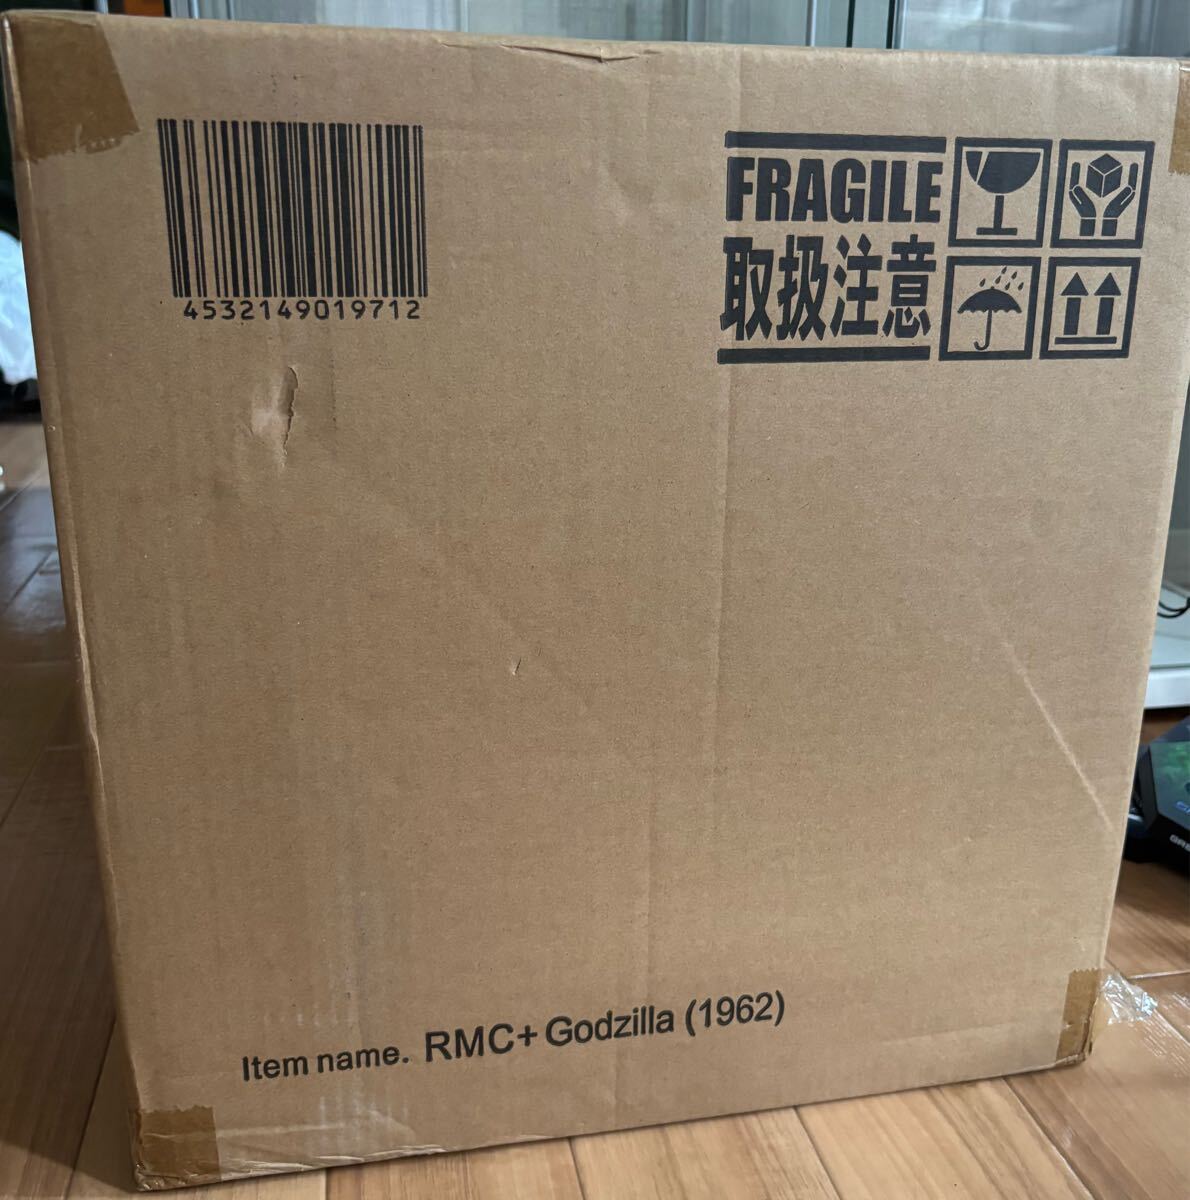 4532149019712
FRAGILE
取扱注意
Item name. RMC+ Godzilla (1962)